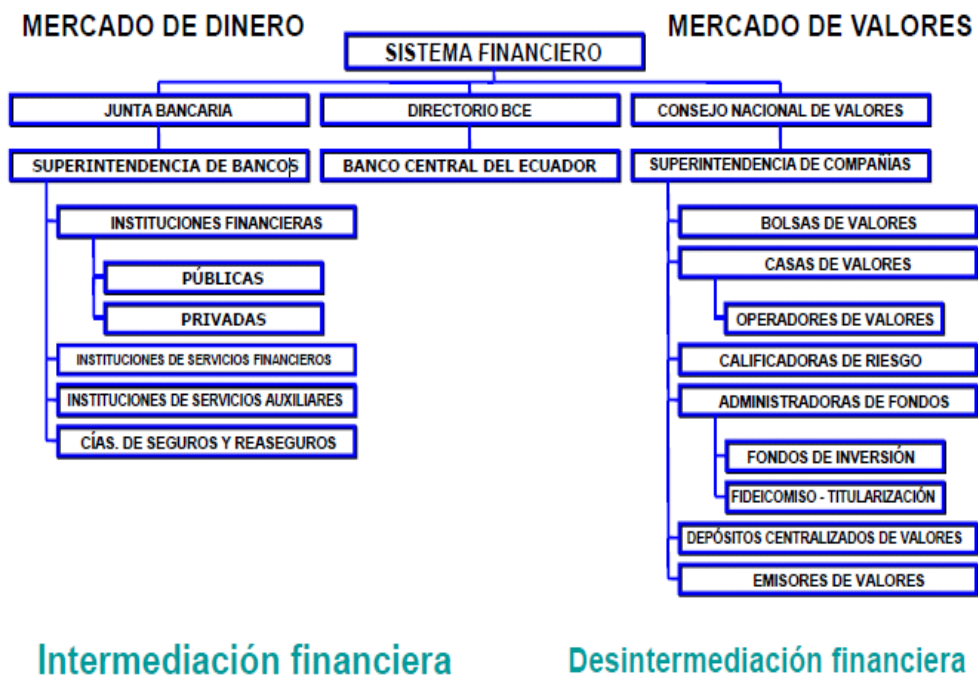 MERCADO DE DINERO
MERCADO DE VALORES
SISTEMA FINANCIERO
JUNTA BANCARIA
DIRECTORIO BCE
CONSEJO NACIONAL DE VALORES
SUPERINTENDENCIA DE BANCOS
BANCO CENTRAL DEL ECUADOR
SUPERINTENDENCIA DE COMPAÑÍAS
INSTITUCIONES FINANCIERAS
PÚBLICAS
PRIVADAS
INSTITUCIONES DE SERVICIOS FINANCIEROS
INSTITUCIONES DE SERVICIOS AUXILIARES
CÍAS. DE SEGUROS Y REASEGUROS
BOLSAS DE VALORES
CASAS DE VALORES
OPERADORES DE VALORES
CALIFICADORAS DE RIESGO
ADMINISTRADORAS DE FONDOS
FONDOS DE INVERSIÓN
FIDEICOMISO - TITULARIZACIÓN
DEPÓSITOS CENTRALIZADOS DE VALORES
EMISORES DE VALORES
Intermediación financiera
Desintermediación financiera